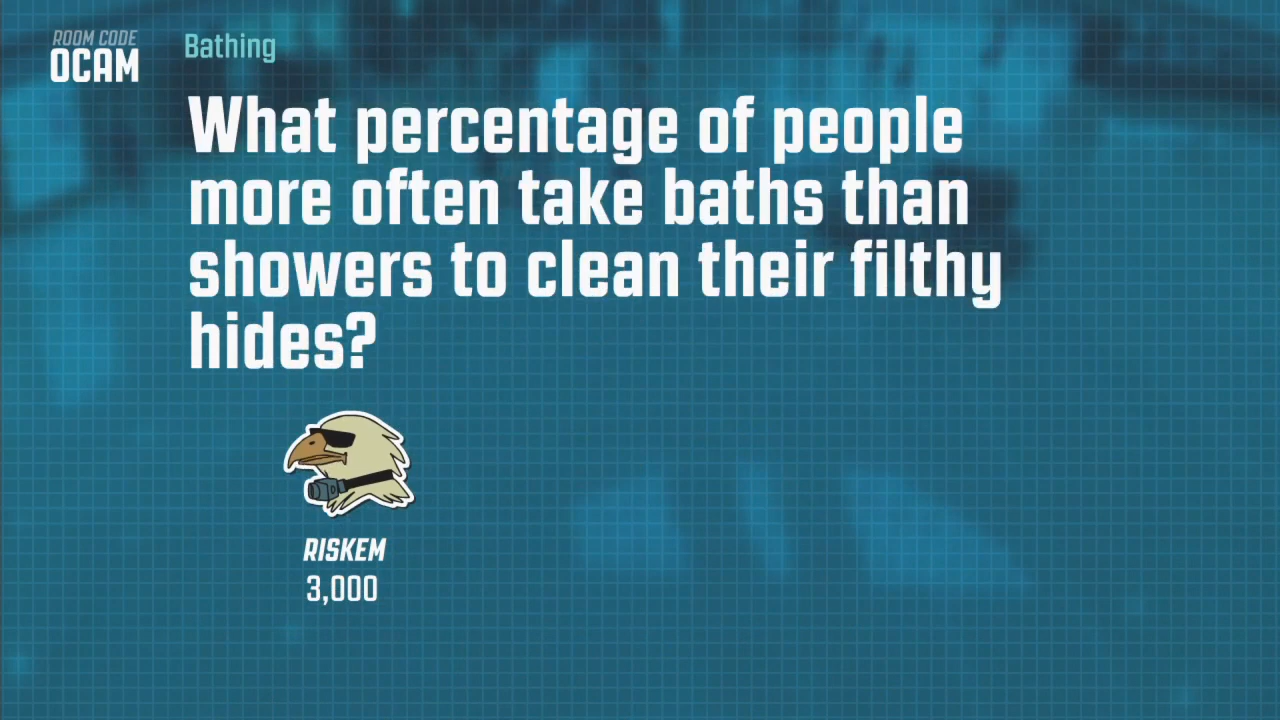 ROOM CODE
OCAM
Bathing
What percentage of people
more often take baths than
showers to clean their filthy
hides?
RISKEM
3,000